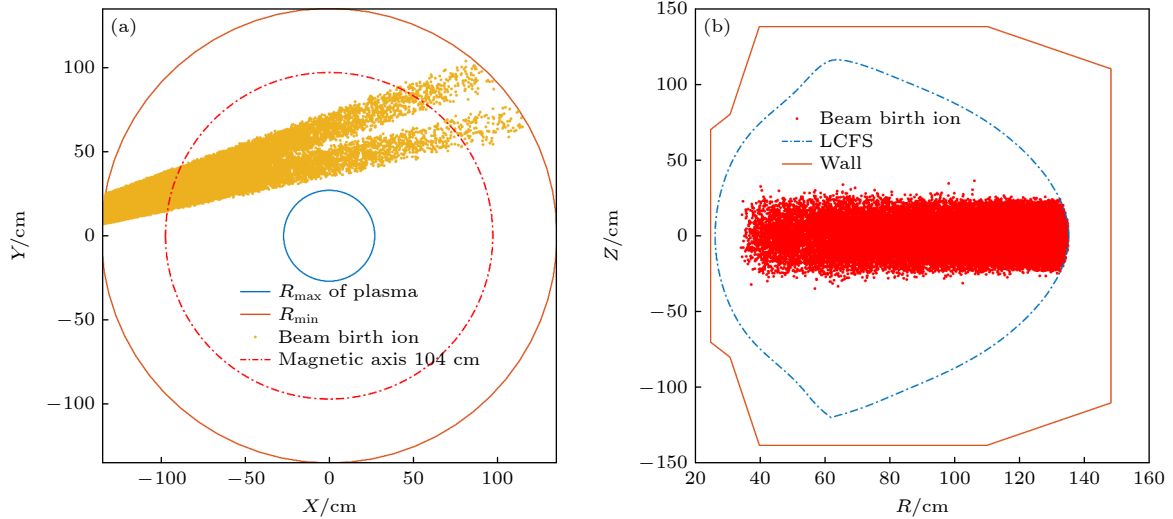 (a)
100
50
0
−50
−100
Y/cm
R_max of plasma
R_min
Beam birth ion
Magnetic axis 104 cm
−100 −50 0 50 100
X/cm
(b)
150
100
50
0
−50
−100
−150
Z/cm
Beam birth ion
LCFS
Wall
20 40 60 80 100 120 140 160
R/cm